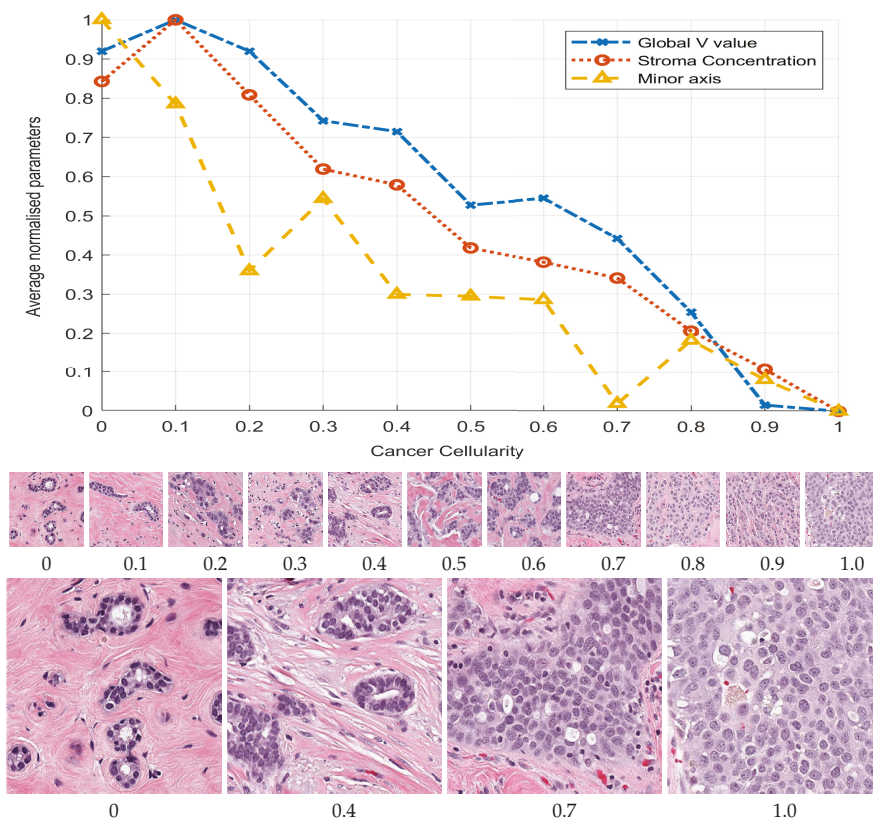 Global V value
Stroma Concentration
Minor axis
Average normalised parameters
1
0.9
0.8
0.7
0.6
0.5
0.4
0.3
0.2
0.1
0
0 0.1 0.2 0.3 0.4 0.5 0.6 0.7 0.8 0.9 1
Cancer Cellularity
0 0.1 0.2 0.3 0.4 0.5 0.6 0.7 0.8 0.9 1.0
0 0.4 0.7 1.0